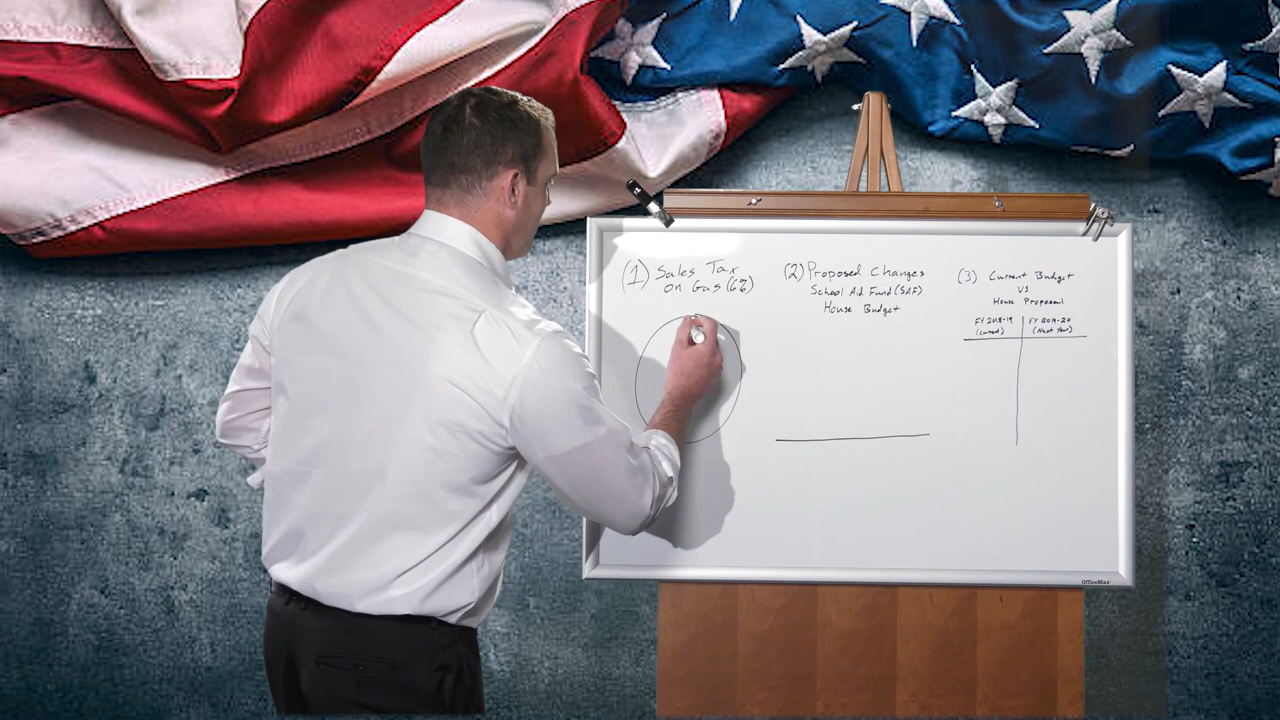 (1) Sales Tax
on Gas (6%)
(2) Proposed Changes
School Aid Fund (SAF)
House Budget
(3) Current Budget
VS
House Proposal
FY 2018-19
(Current)
FY 2019-20
(Next Year)
OfficeMax